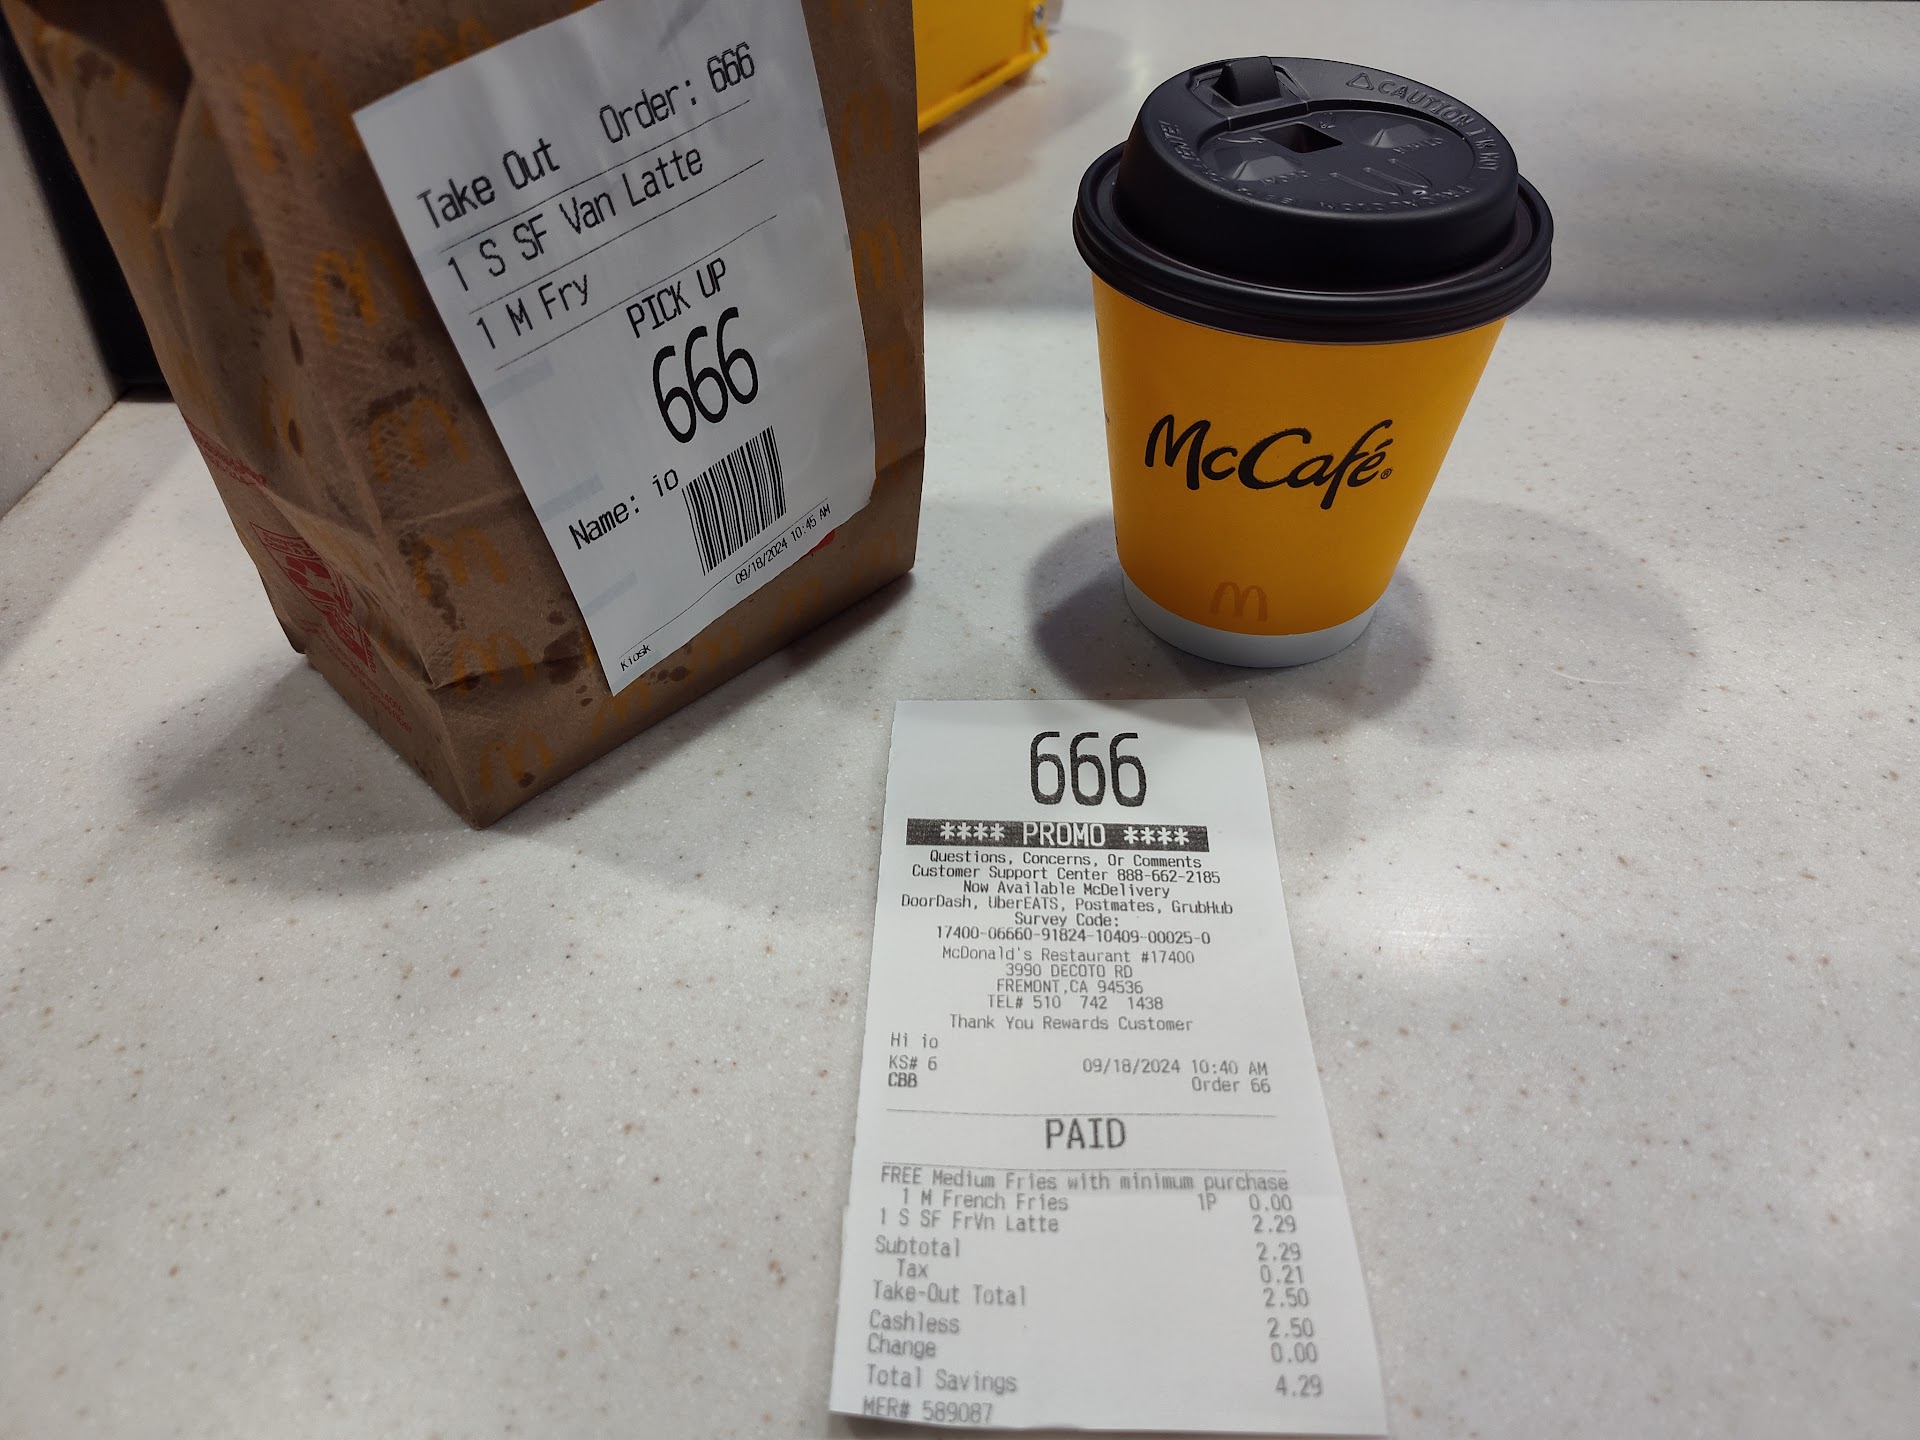 Take Out Order: 666
1 S SF Van Latte
1 M Fry
PICK UP
666
Name: io
09/18/2024 10:45 AM
Kiosk
CAUTION I'M HOT
McCafé®
666
**** PROMO ****
Questions, Concerns, Or Comments
Customer Support Center 888-662-2185
Now Available McDelivery
DoorDash, UberEATS, Postmates, GrubHub
Survey Code:
17400-06660-91824-10409-00025-0
McDonald's Restaurant #17400
3990 DECOTO RD
FREMONT,CA 94536
TEL# 510 742 1438
Thank You Rewards Customer
Hi io
KS# 6 09/18/2024 10:40 AM
CBB Order 66
PAID
FREE Medium Fries with minimum purchase
1 M French Fries 1P 0.00
1 S SF FrVn Latte 2.29
Subtotal 2.29
Tax 0.21
Take-Out Total 2.50
Cashless 2.50
Change 0.00
Total Savings 4.29
MER# 589087